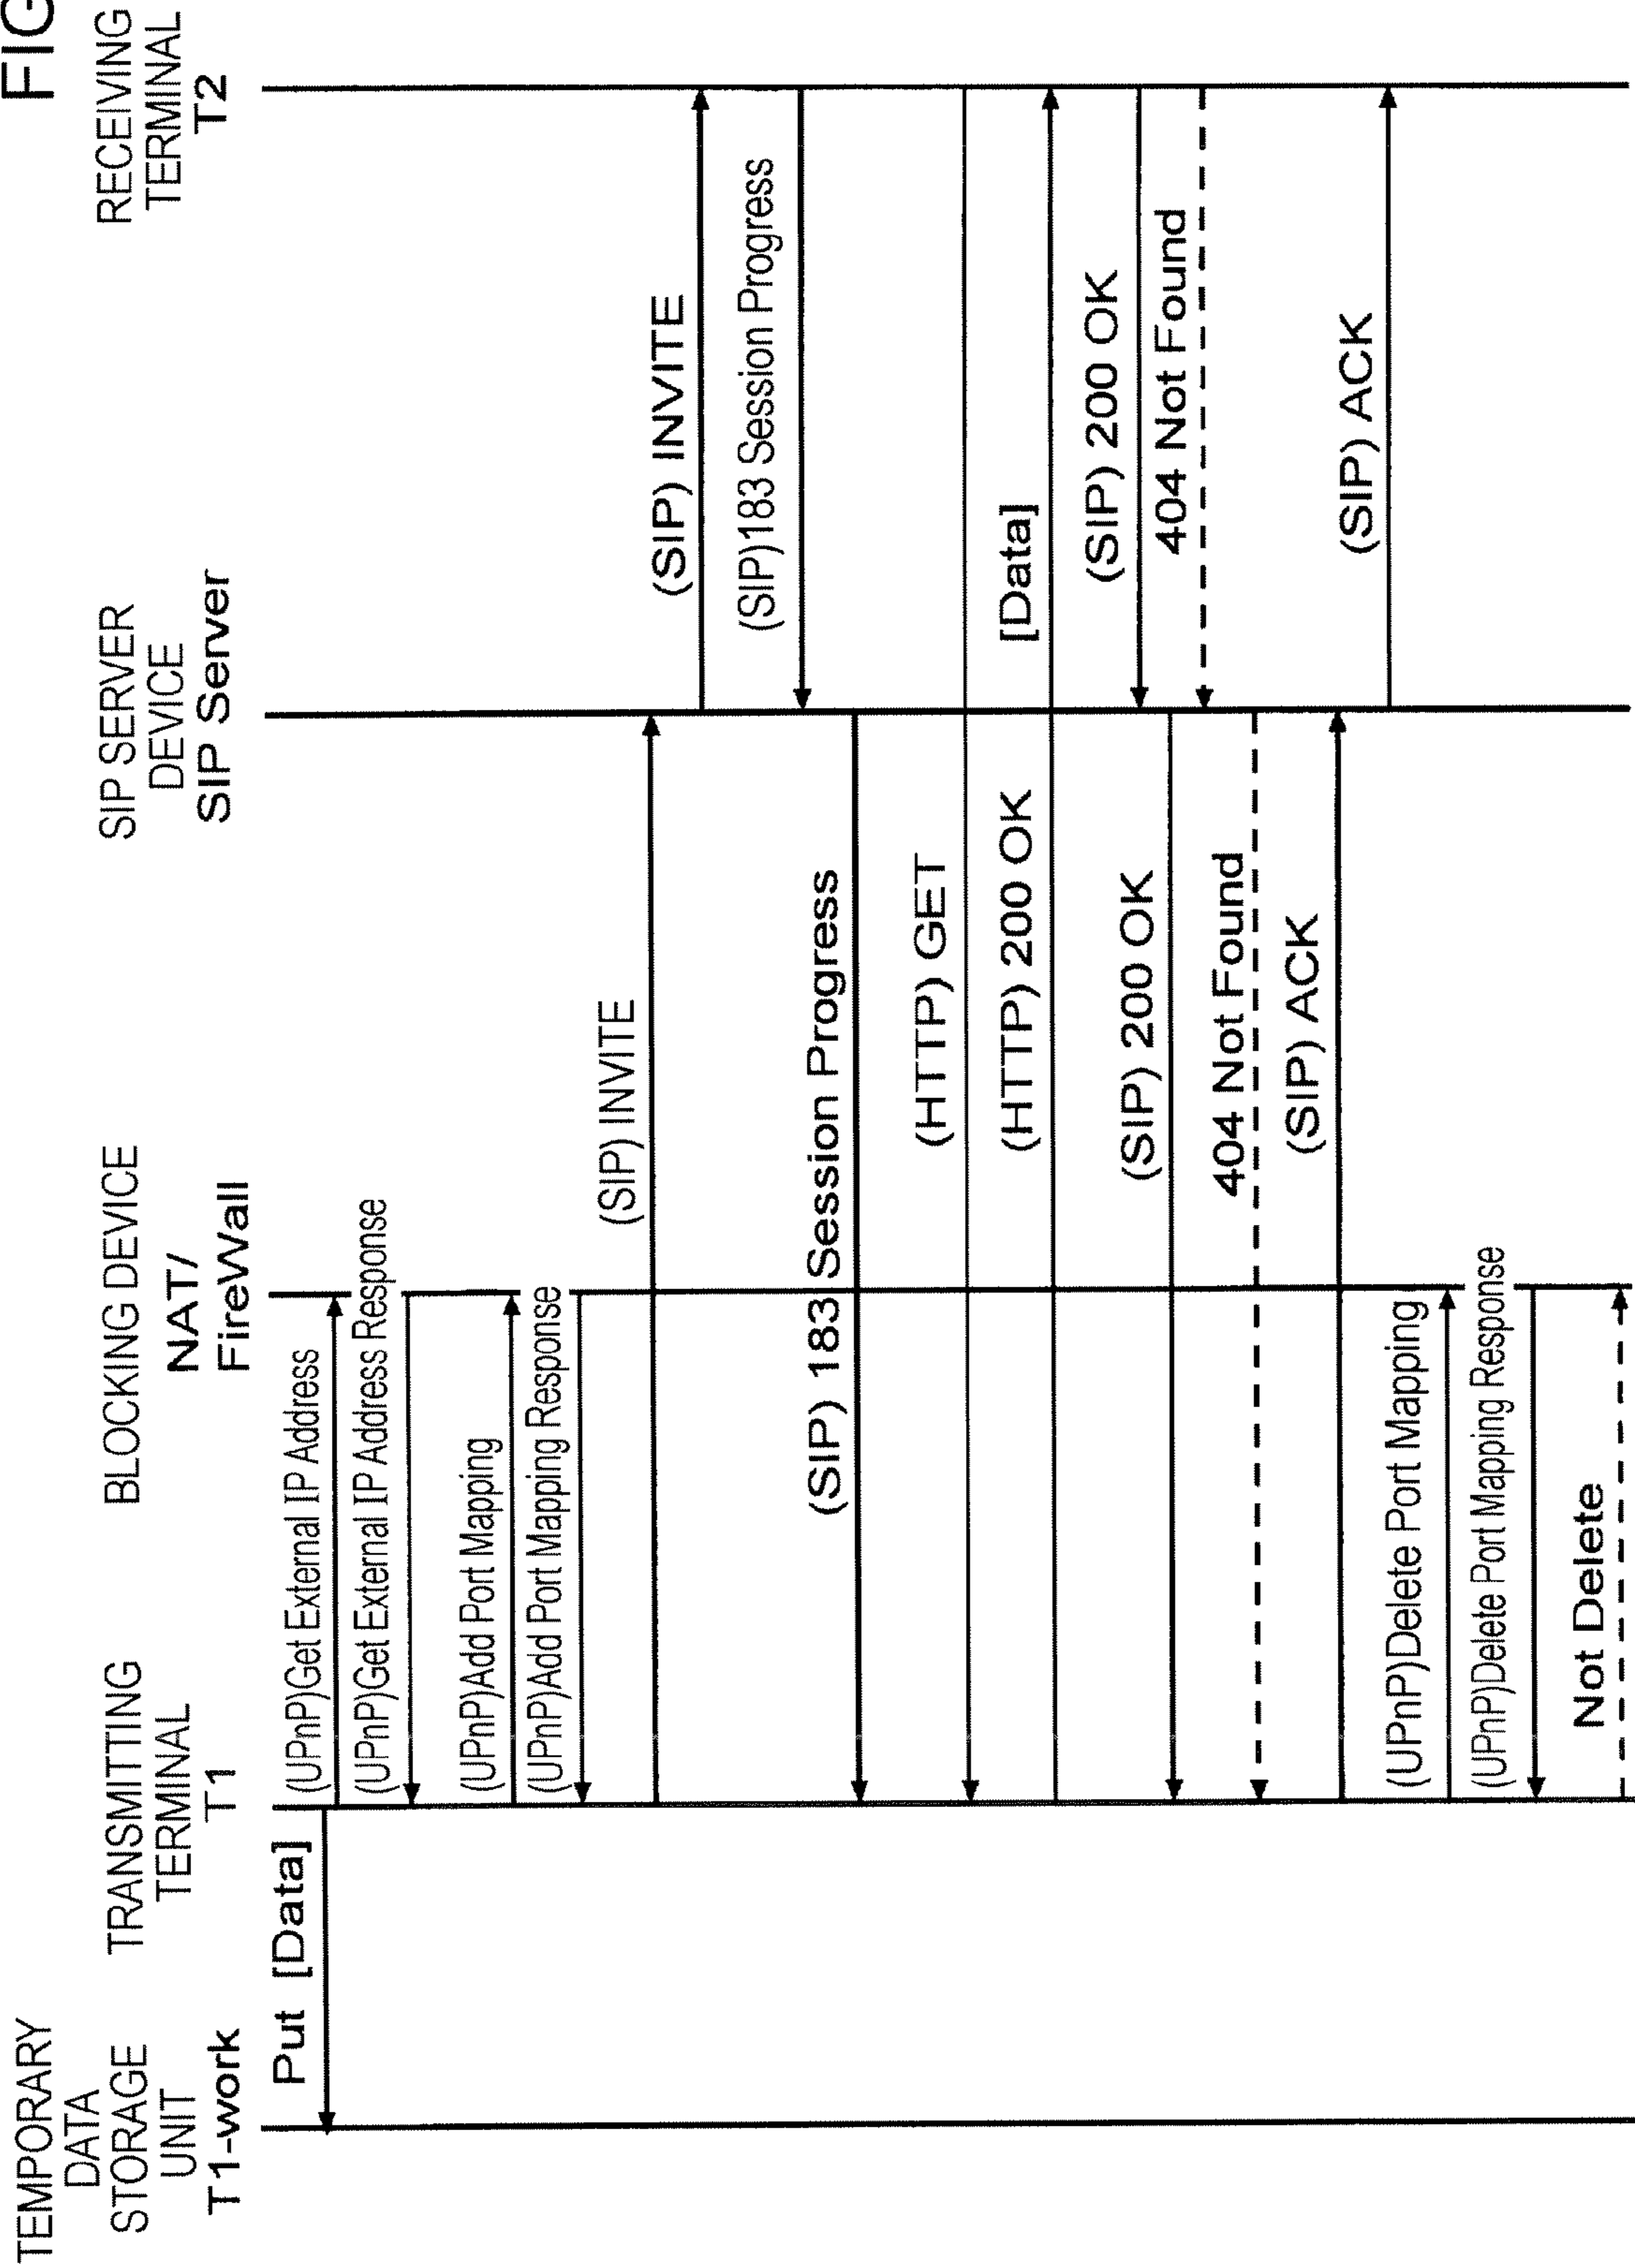 FIG
TEMPORARY
DATA
STORAGE
UNIT
T1-work
TRANSMITTING
TERMINAL
T1
BLOCKING DEVICE
NAT/
FireWall
SIP SERVER
DEVICE
SIP Server
RECEIVING
TERMINAL
T2
Put [Data]
(UPnP)Get External IP Address
(UPnP)Get External IP Address Response
(UPnP)Add Port Mapping
(UPnP)Add Port Mapping Response
(SIP) INVITE
(SIP) INVITE
(SIP)183 Session Progress
(SIP) 183 Session Progress
(HTTP) GET
(HTTP) 200 OK [Data]
(SIP) 200 OK
(SIP) 200 OK
404 Not Found
404 Not Found
(SIP) ACK
(SIP) ACK
(UPnP)Delete Port Mapping
(UPnP)Delete Port Mapping Response
Not Delete